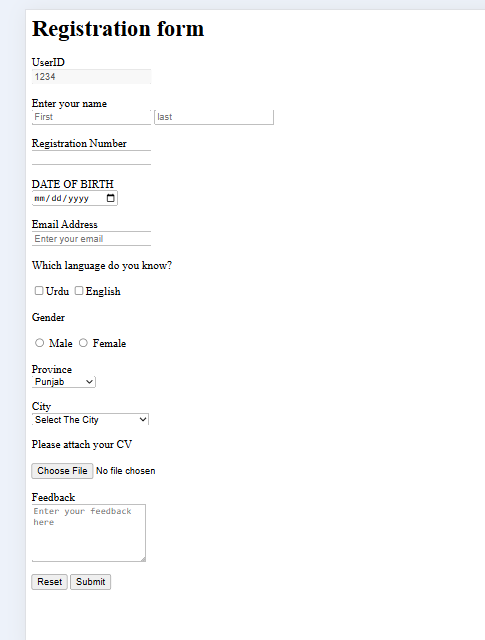 Registration form
UserID
1234
Enter your name
First last
Registration Number
DATE OF BIRTH
mm/dd/yyyy
Email Address
Enter your email
Which language do you know?
Urdu English
Gender
Male Female
Province
Punjab
City
Select The City
Please attach your CV
Choose File No file chosen
Feedback
Enter your feedback
here
Reset Submit